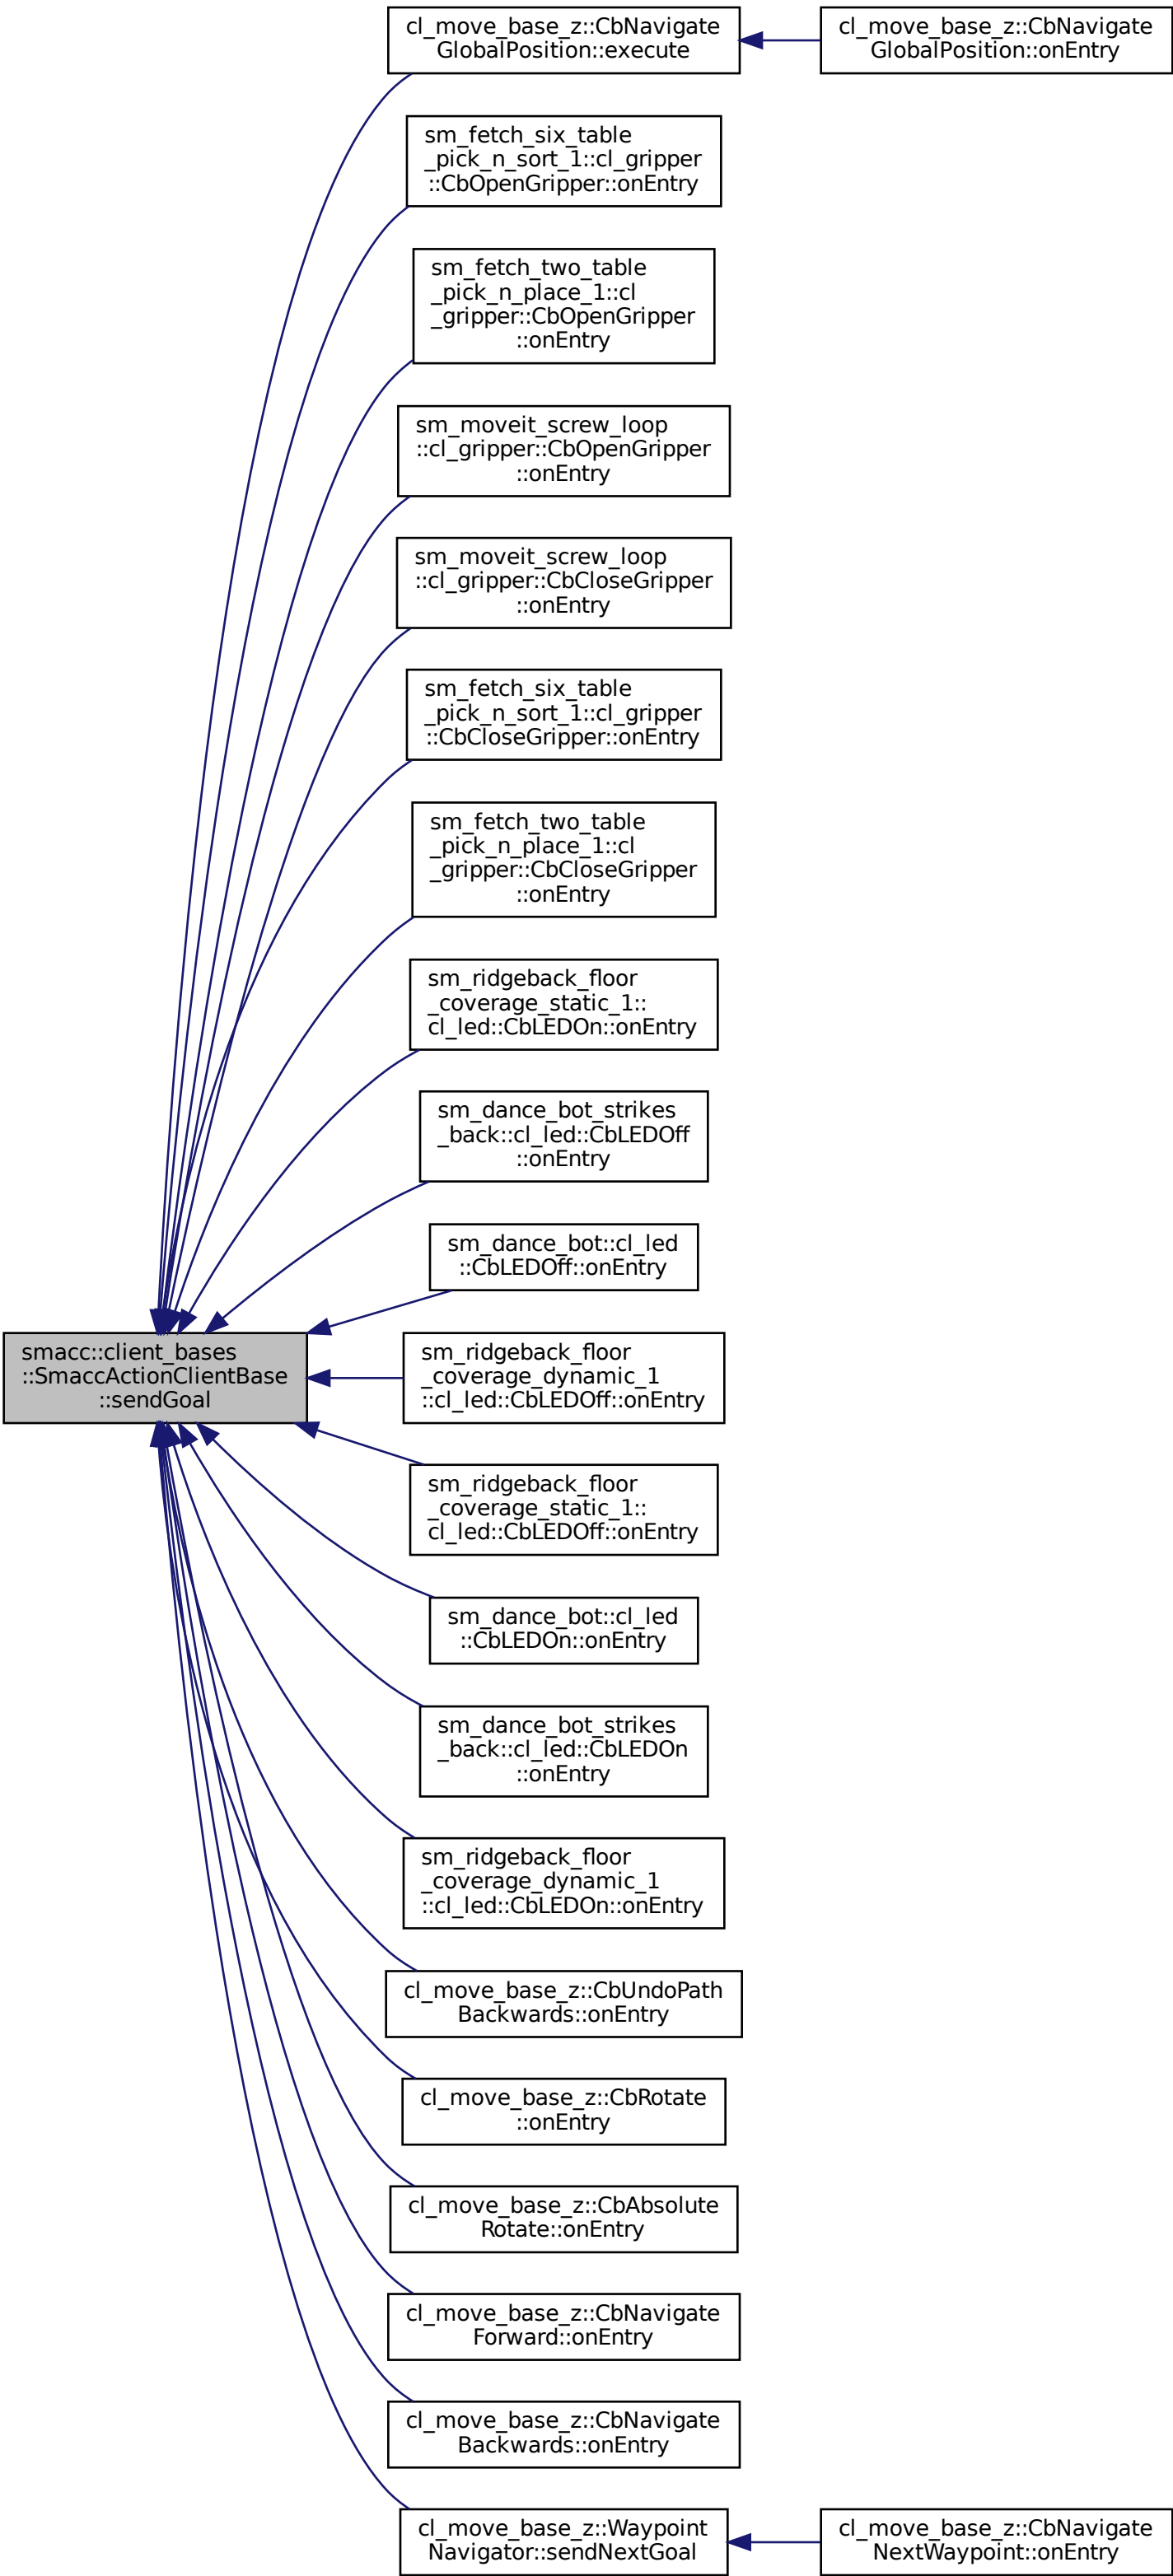 cl_move_base_z::CbNavigate
GlobalPosition::execute
cl_move_base_z::CbNavigate
GlobalPosition::onEntry
sm_fetch_six_table
_pick_n_sort_1::cl_gripper
::CbOpenGripper::onEntry
sm_fetch_two_table
_pick_n_place_1::cl
_gripper::CbOpenGripper
::onEntry
sm_moveit_screw_loop
::cl_gripper::CbOpenGripper
::onEntry
sm_moveit_screw_loop
::cl_gripper::CbCloseGripper
::onEntry
sm_fetch_six_table
_pick_n_sort_1::cl_gripper
::CbCloseGripper::onEntry
sm_fetch_two_table
_pick_n_place_1::cl
_gripper::CbCloseGripper
::onEntry
sm_ridgeback_floor
_coverage_static_1::
cl_led::CbLEDOn::onEntry
sm_dance_bot_strikes
_back::cl_led::CbLEDOff
::onEntry
sm_dance_bot::cl_led
::CbLEDOff::onEntry
smacc::client_bases
::SmaccActionClientBase
::sendGoal
sm_ridgeback_floor
_coverage_dynamic_1
::cl_led::CbLEDOff::onEntry
sm_ridgeback_floor
_coverage_static_1::
cl_led::CbLEDOff::onEntry
sm_dance_bot::cl_led
::CbLEDOn::onEntry
sm_dance_bot_strikes
_back::cl_led::CbLEDOn
::onEntry
sm_ridgeback_floor
_coverage_dynamic_1
::cl_led::CbLEDOn::onEntry
cl_move_base_z::CbUndoPath
Backwards::onEntry
cl_move_base_z::CbRotate
::onEntry
cl_move_base_z::CbAbsolute
Rotate::onEntry
cl_move_base_z::CbNavigate
Forward::onEntry
cl_move_base_z::CbNavigate
Backwards::onEntry
cl_move_base_z::Waypoint
Navigator::sendNextGoal
cl_move_base_z::CbNavigate
NextWaypoint::onEntry